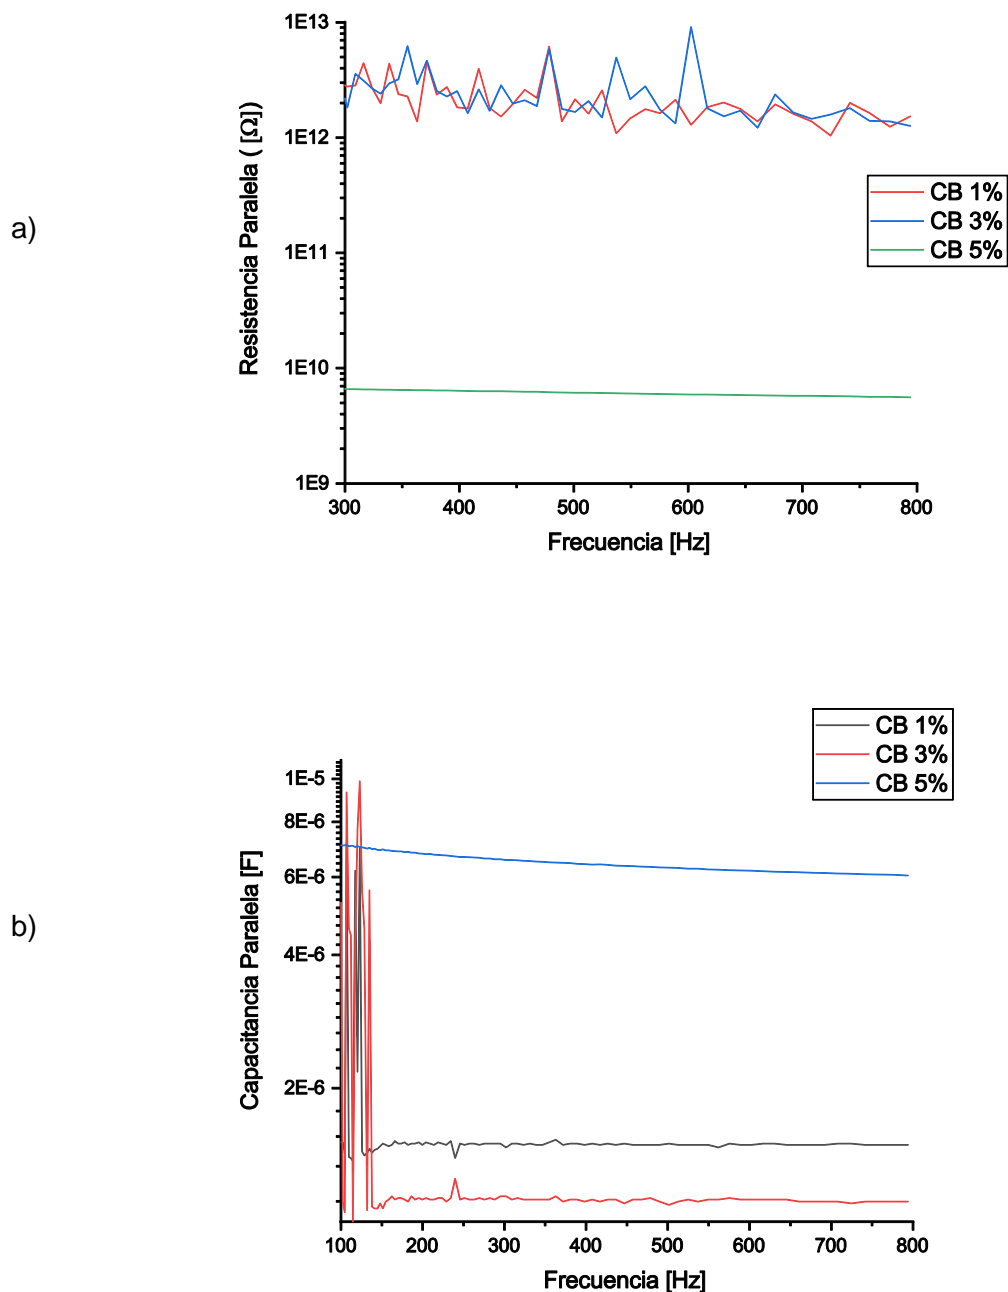 a)
Resistencia Paralela ( [Ω])
1E13
1E12
1E11
1E10
1E9
300 400 500 600 700 800
Frecuencia [Hz]
CB 1%
CB 3%
CB 5%
b)
Capacitancia Paralela [F]
1E-5
8E-6
6E-6
4E-6
2E-6
100 200 300 400 500 600 700 800
Frecuencia [Hz]
CB 1%
CB 3%
CB 5%